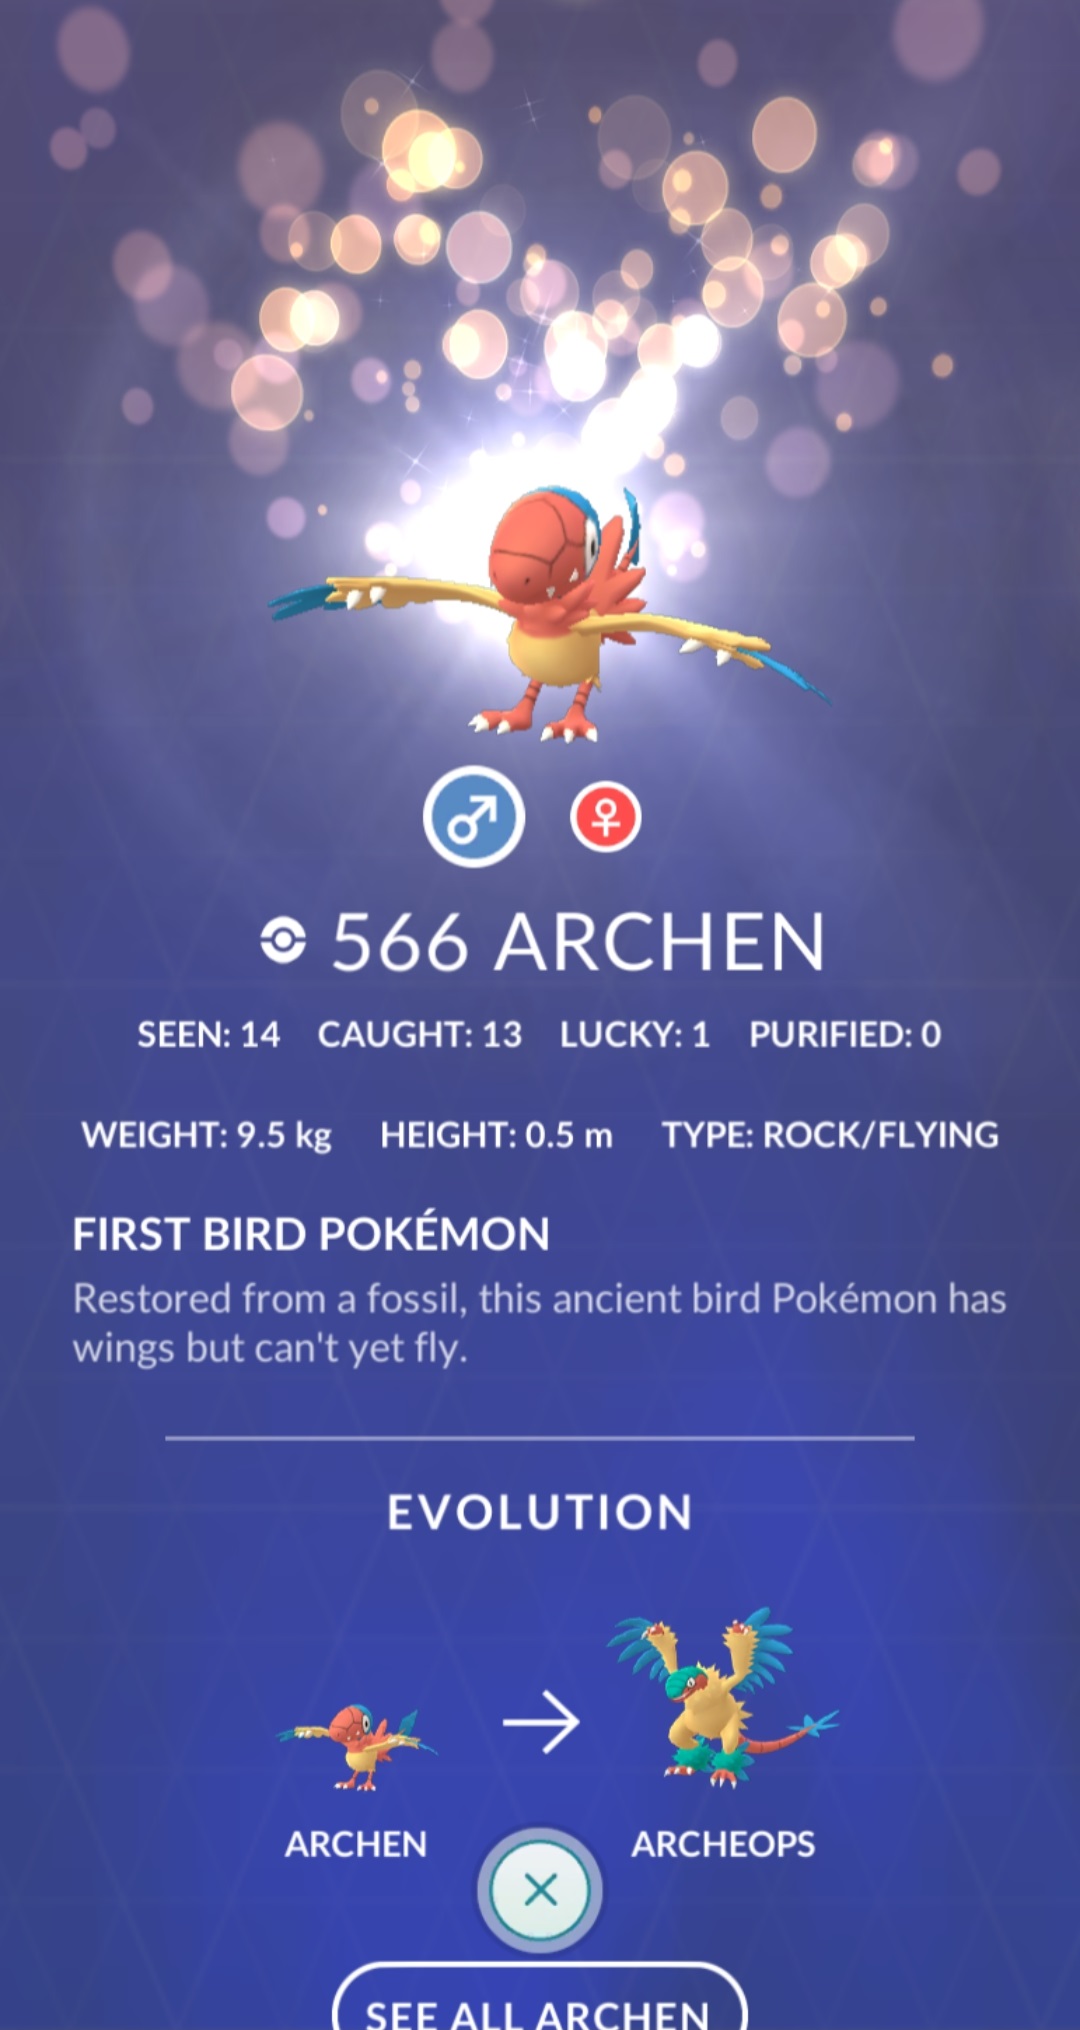 566 ARCHEN
SEEN: 14 CAUGHT: 13 LUCKY: 1 PURIFIED: 0
WEIGHT: 9.5 kg HEIGHT: 0.5 m TYPE: ROCK/FLYING
FIRST BIRD POKÉMON
Restored from a fossil, this ancient bird Pokémon has
wings but can't yet fly.
EVOLUTION
ARCHEN ARCHEOPS
SEE ALL ARCHEN